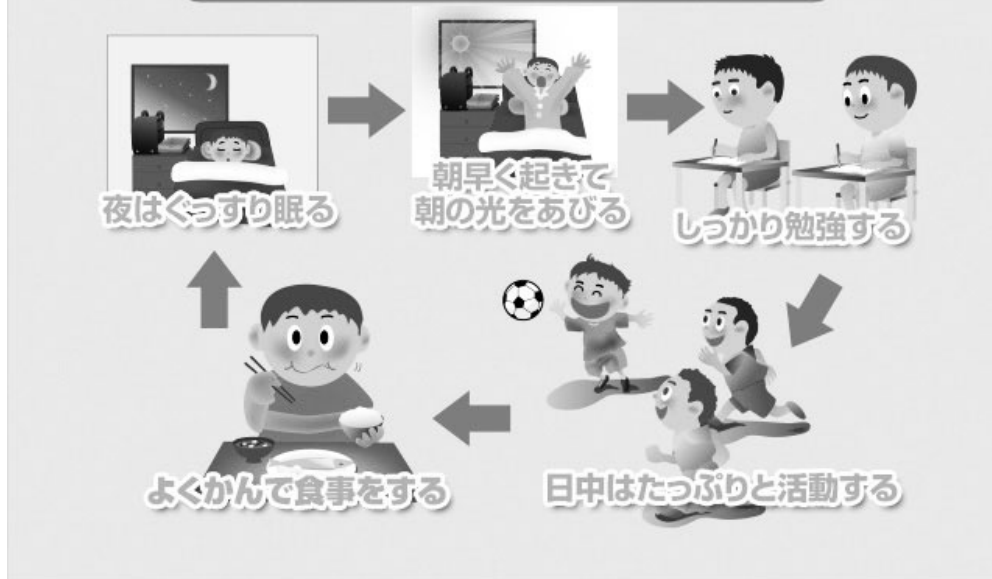 夜はぐっすり眠る
朝早く起きて
朝の光をあびる
しっかり勉強する
日中はたっぷりと活動する
よくかんで食事をする